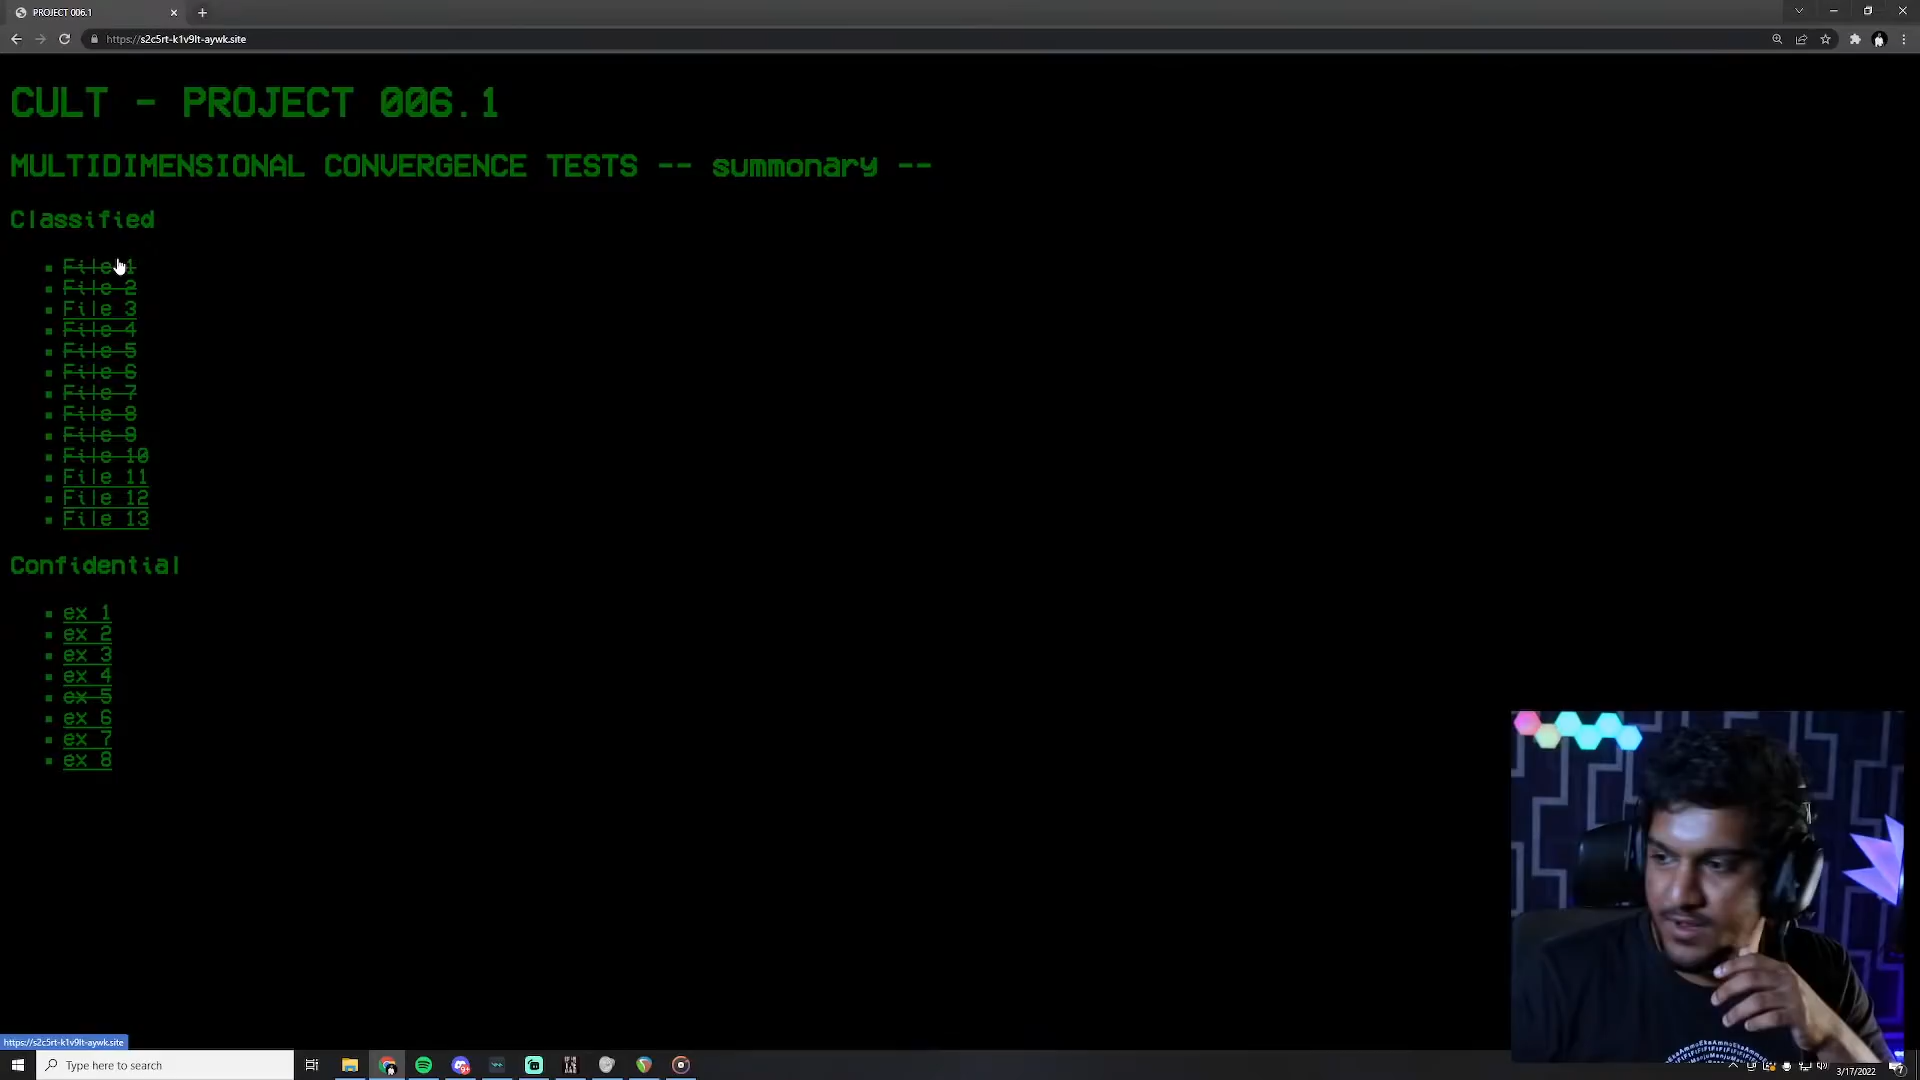 PROJECT 006.1
https://s2c5rt-k1v9lt-aywk.site
CULT - PROJECT 006.1
MULTIDIMENSIONAL CONVERGENCE TESTS -- summonary --
Classified
File 1
File 2
File 3
File 4
File 5
File 6
File 7
File 8
File 9
File 10
File 11
File 12
File 13
Confidential
ex 1
ex 2
ex 3
ex 4
ex 5
ex 6
ex 7
ex 8
https://s2c5rt-k1v9lt-aywk.site
Type here to search
3/17/2022